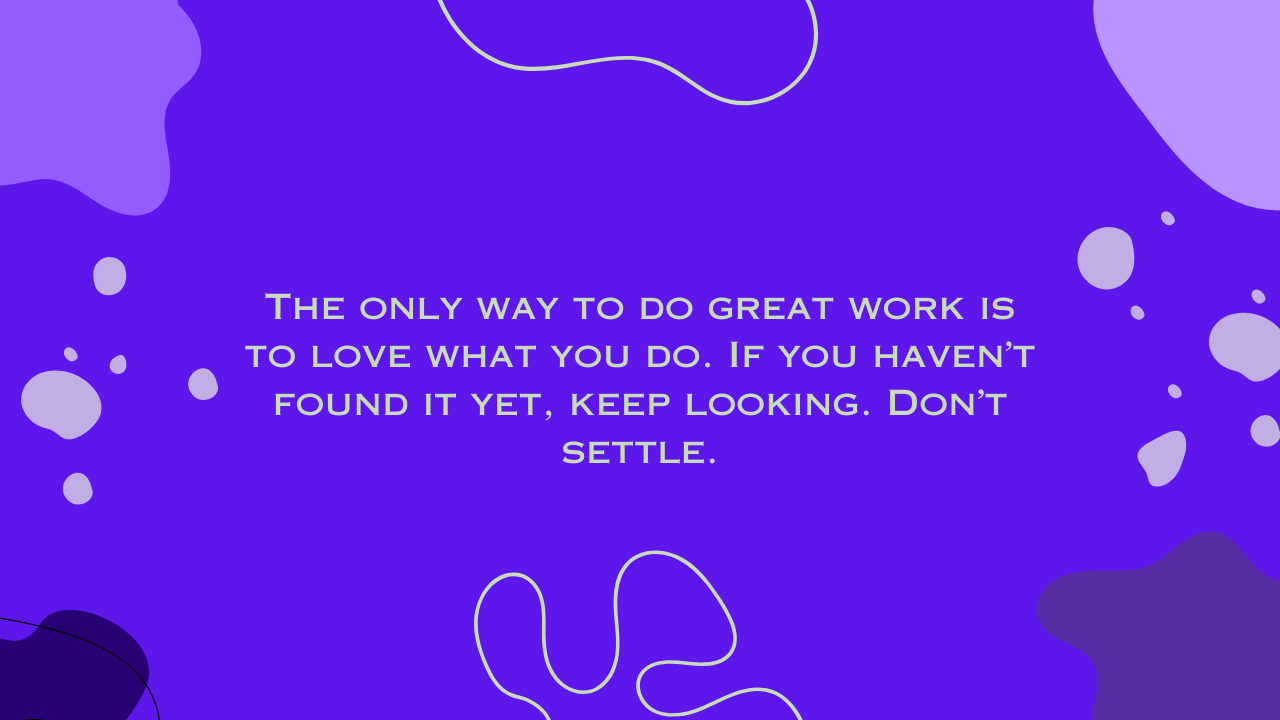 The only way to do great work is
to love what you do. If you haven’t
found it yet, keep looking. Don’t
settle.